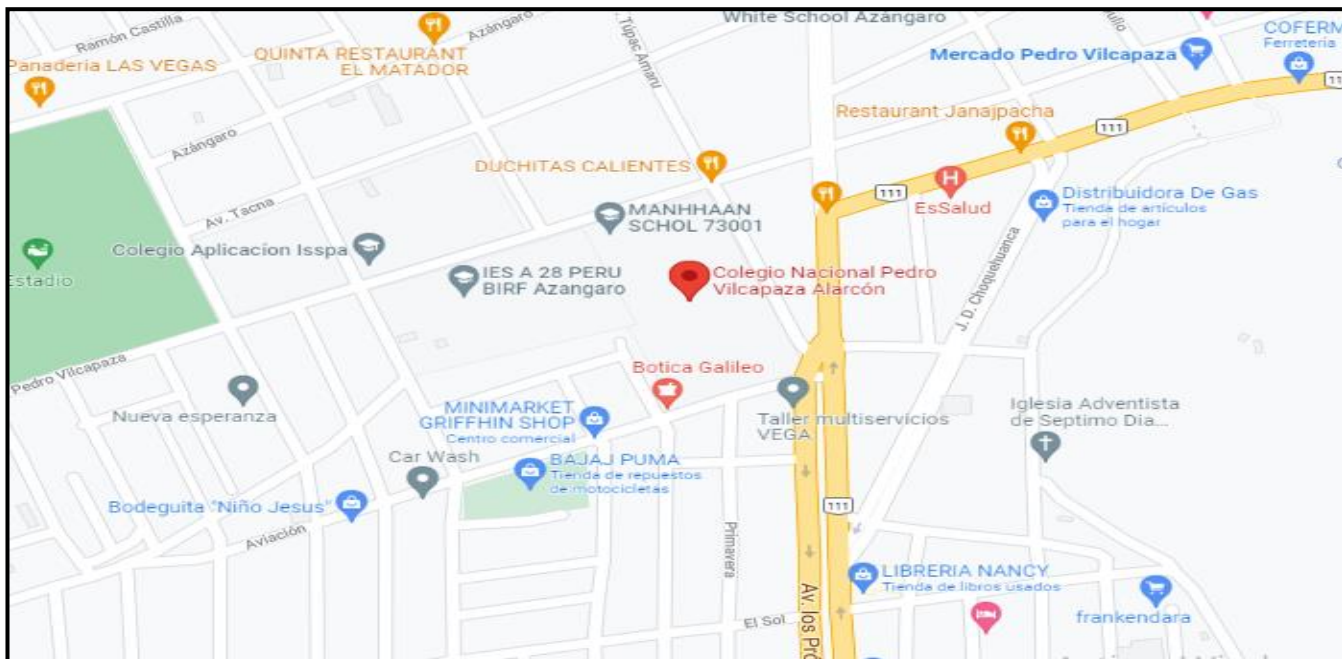 Ramón Castilla
Azángaro
White School Azángaro
Panadería LAS VEGAS
QUINTA RESTAURANT
EL MATADOR
. Túpac Amaru
Mercado Pedro Vilcapaza
COFERM
Ferretería
111
Restaurant Janajpacha
111
Azángaro
DUCHITAS CALIENTES
111
EsSalud
Distribuidora De Gas
Tienda de artículos
para el hogar
Av. Tacna
MANHHAAN
SCHOL 73001
Colegio Aplicacion Isspa
Estadio
IES A 28 PERU
BIRF Azangaro
Colegio Nacional Pedro
Vilcapaza Alarcón
J. D. Choquehuanca
Pedro Vilcapaza
Botica Galileo
Nueva esperanza
MINIMARKET
GRIFFHIN SHOP
Centro comercial
Taller multiservicios
VEGA
Iglesia Adventista
de Septimo Dia...
Car Wash
BAJAJ PUMA
Tienda de repuestos
de motocicletas
Bodeguita "Niño Jesus"
111
Aviación
Primavera
LIBRERIA NANCY
Tienda de libros usados
Av. los Pró
El Sol
frankendara